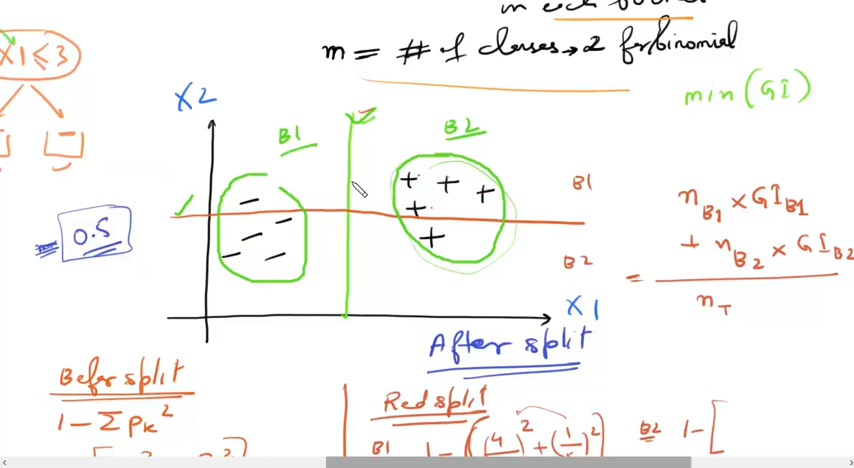 m = # of classes → 2 for binomial
X1 ≤ 3
min (GI)
X2
B1
B2
B1
B2
0.5
n_B1 × GI_B1
+ n_B2 × GI_B2
=
n_T
X1
After split
Befor split
1 - Σ Pk²
Red split
B1
B2 1 - [